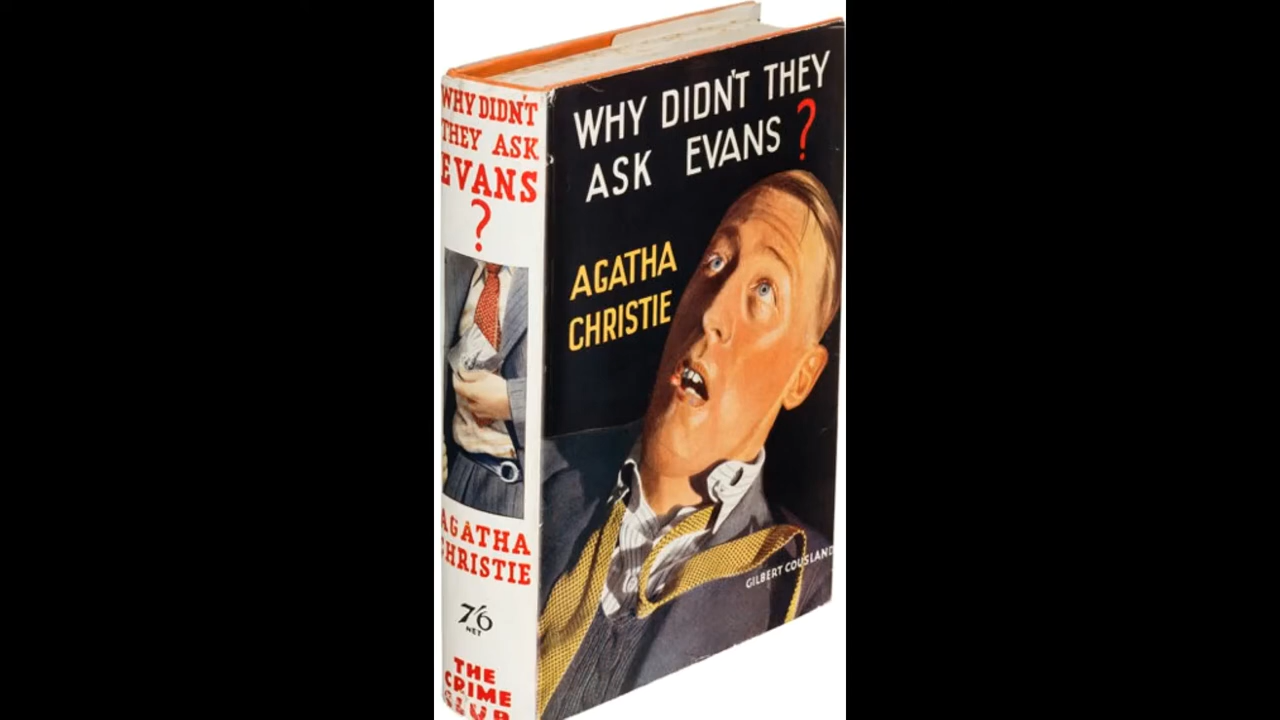 WHY DIDN'T
THEY ASK
EVANS
?
AGATHA
CHRISTIE
7/6
NET
THE
CRIME
CLUB
WHY DIDN'T THEY
ASK EVANS ?
AGATHA
CHRISTIE
GILBERT COUSLAND